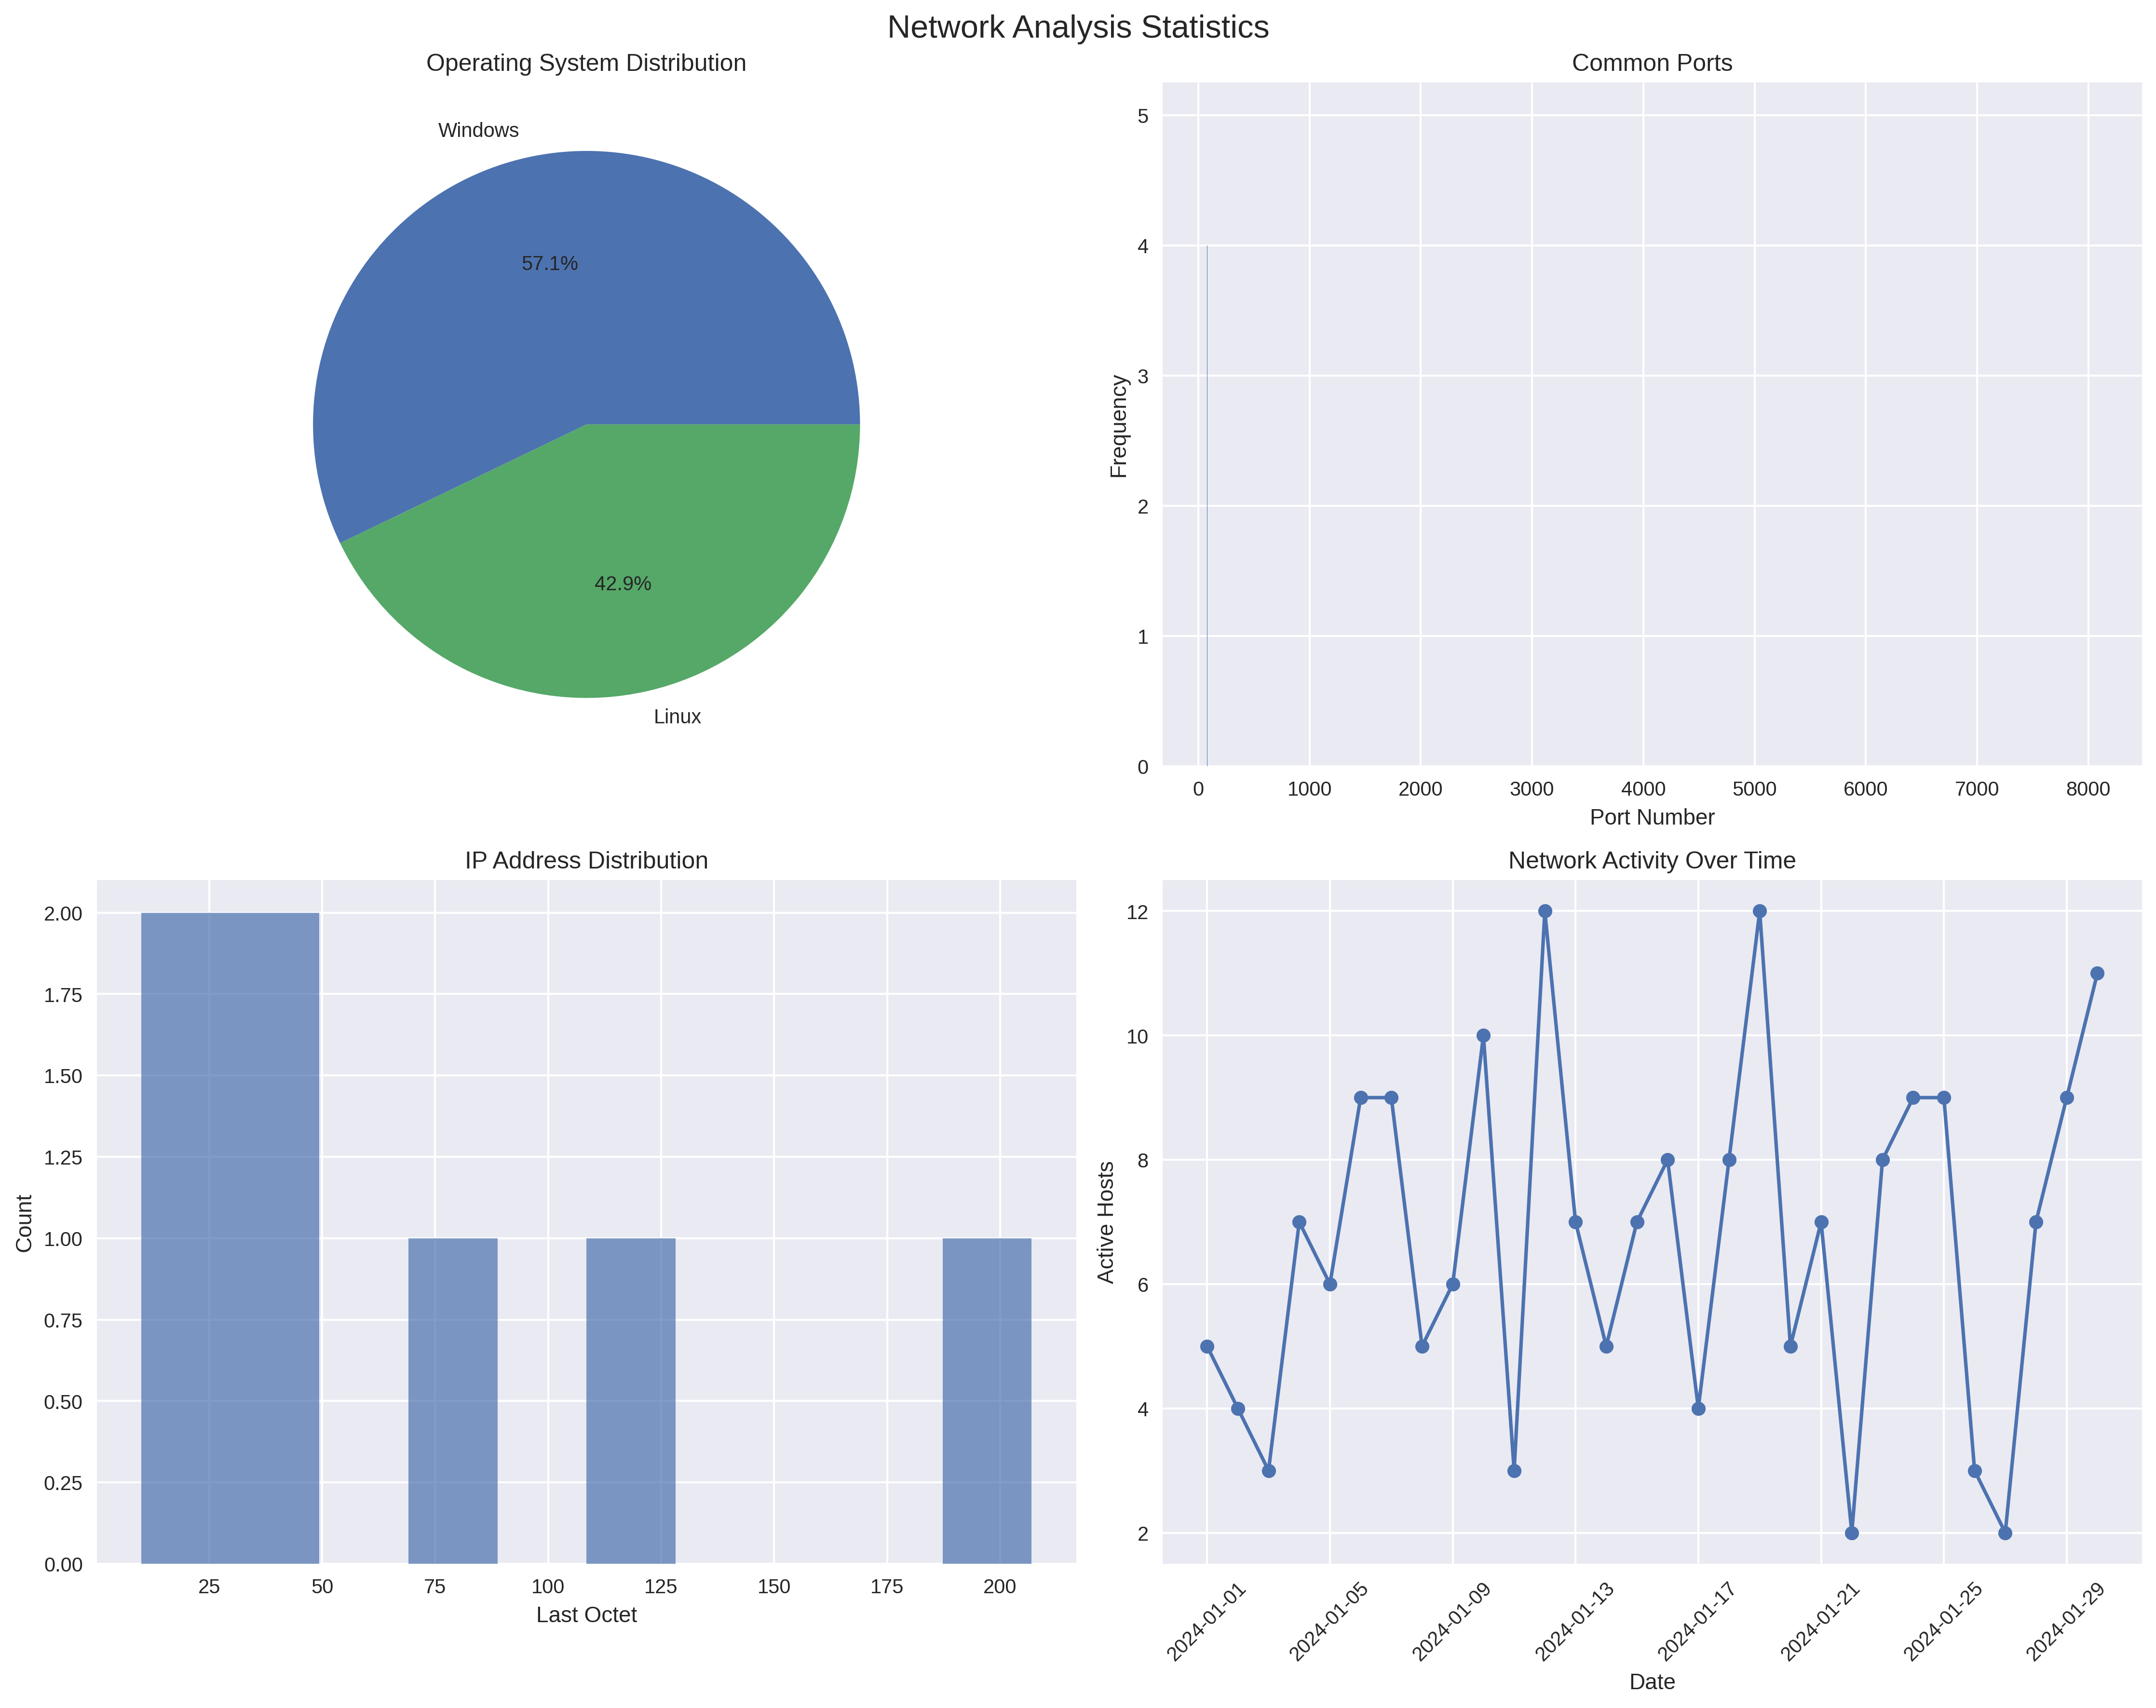 Network Analysis Statistics
Operating System Distribution
Windows
57.1%
42.9%
Linux
Common Ports
5
4
3
2
1
0
Frequency
0 1000 2000 3000 4000 5000 6000 7000 8000
Port Number
IP Address Distribution
2.00
1.75
1.50
1.25
1.00
0.75
0.50
0.25
0.00
Count
25 50 75 100 125 150 175 200
Last Octet
Network Activity Over Time
12
10
8
6
4
2
Active Hosts
2024-01-01 2024-01-05 2024-01-09 2024-01-13 2024-01-17 2024-01-21 2024-01-25 2024-01-29
Date